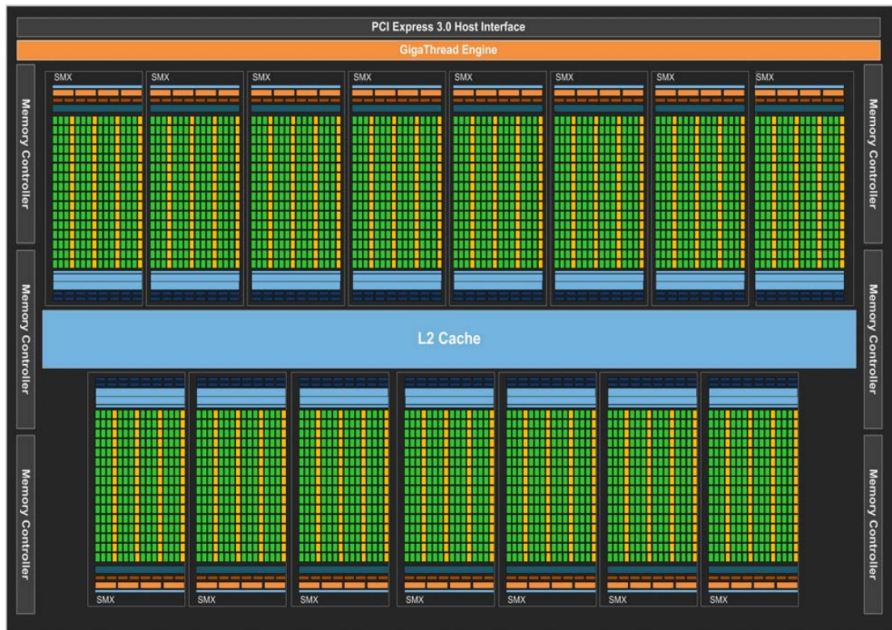 PCI Express 3.0 Host Interface
GigaThread Engine
SMX SMX SMX SMX SMX SMX SMX SMX
Memory Controller
Memory Controller
Memory Controller
Memory Controller
L2 Cache
Memory Controller
Memory Controller
SMX SMX SMX SMX SMX SMX SMX